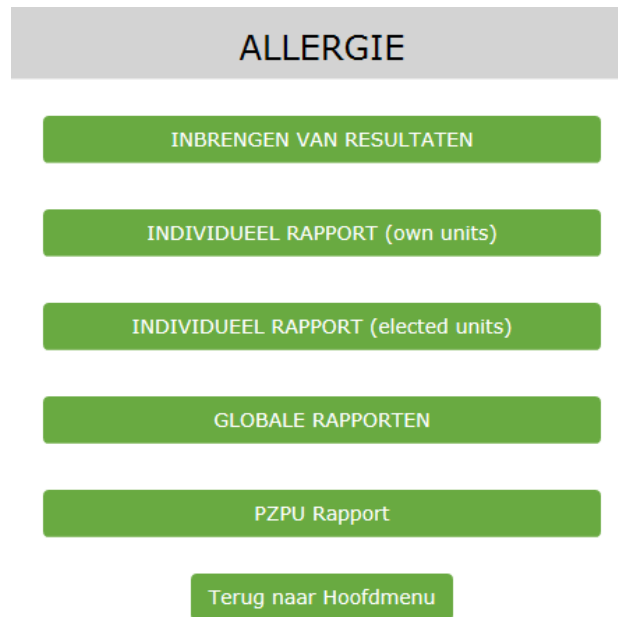 ALLERGIE
INBRENGEN VAN RESULTATEN
INDIVIDUEEL RAPPORT (own units)
INDIVIDUEEL RAPPORT (elected units)
GLOBALE RAPPORTEN
PZPU Rapport
Terug naar Hoofdmenu